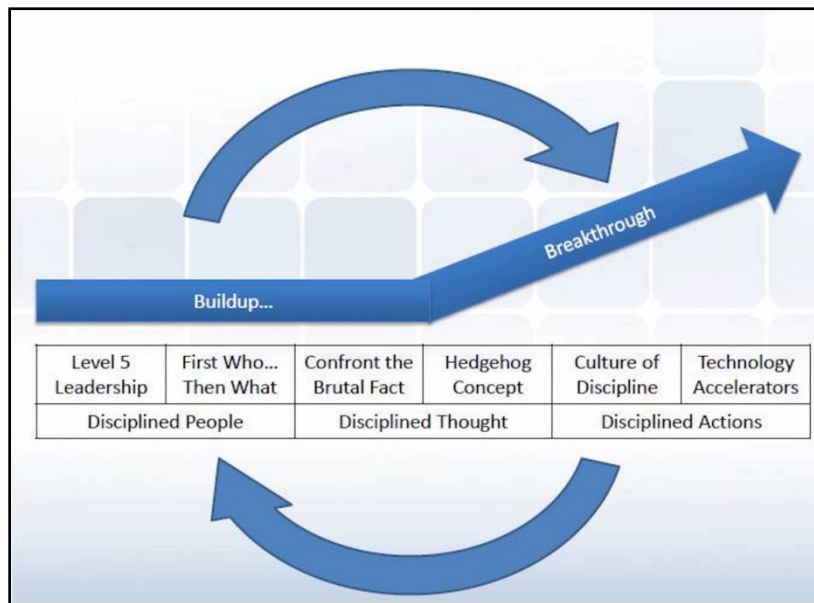 Breakthrough
Buildup...
Level 5
Leadership
First Who...
Then What
Confront the
Brutal Fact
Hedgehog
Concept
Culture of
Discipline
Technology
Accelerators
Disciplined People
Disciplined Thought
Disciplined Actions